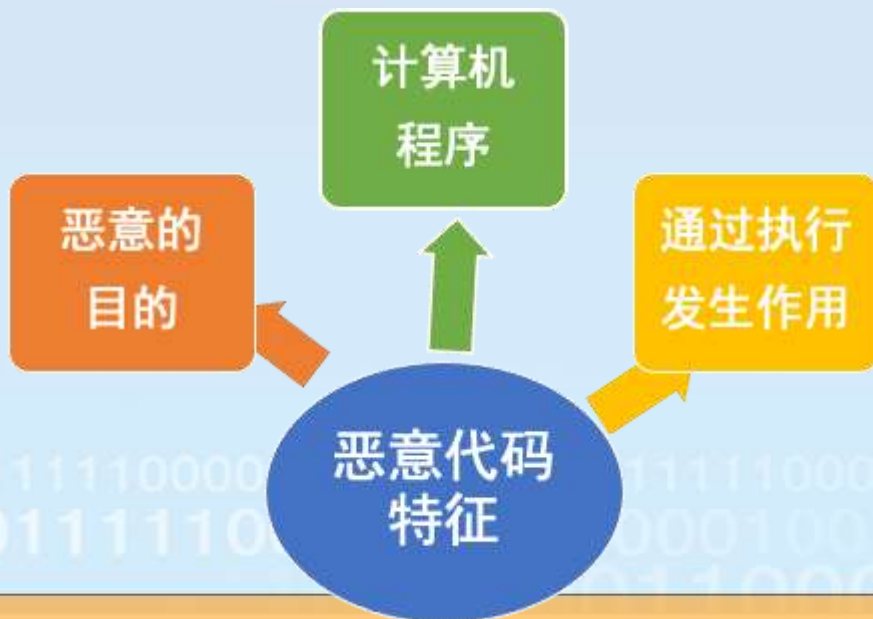 计算机
程序
恶意的
目的
通过执行
发生作用
恶意代码
特征